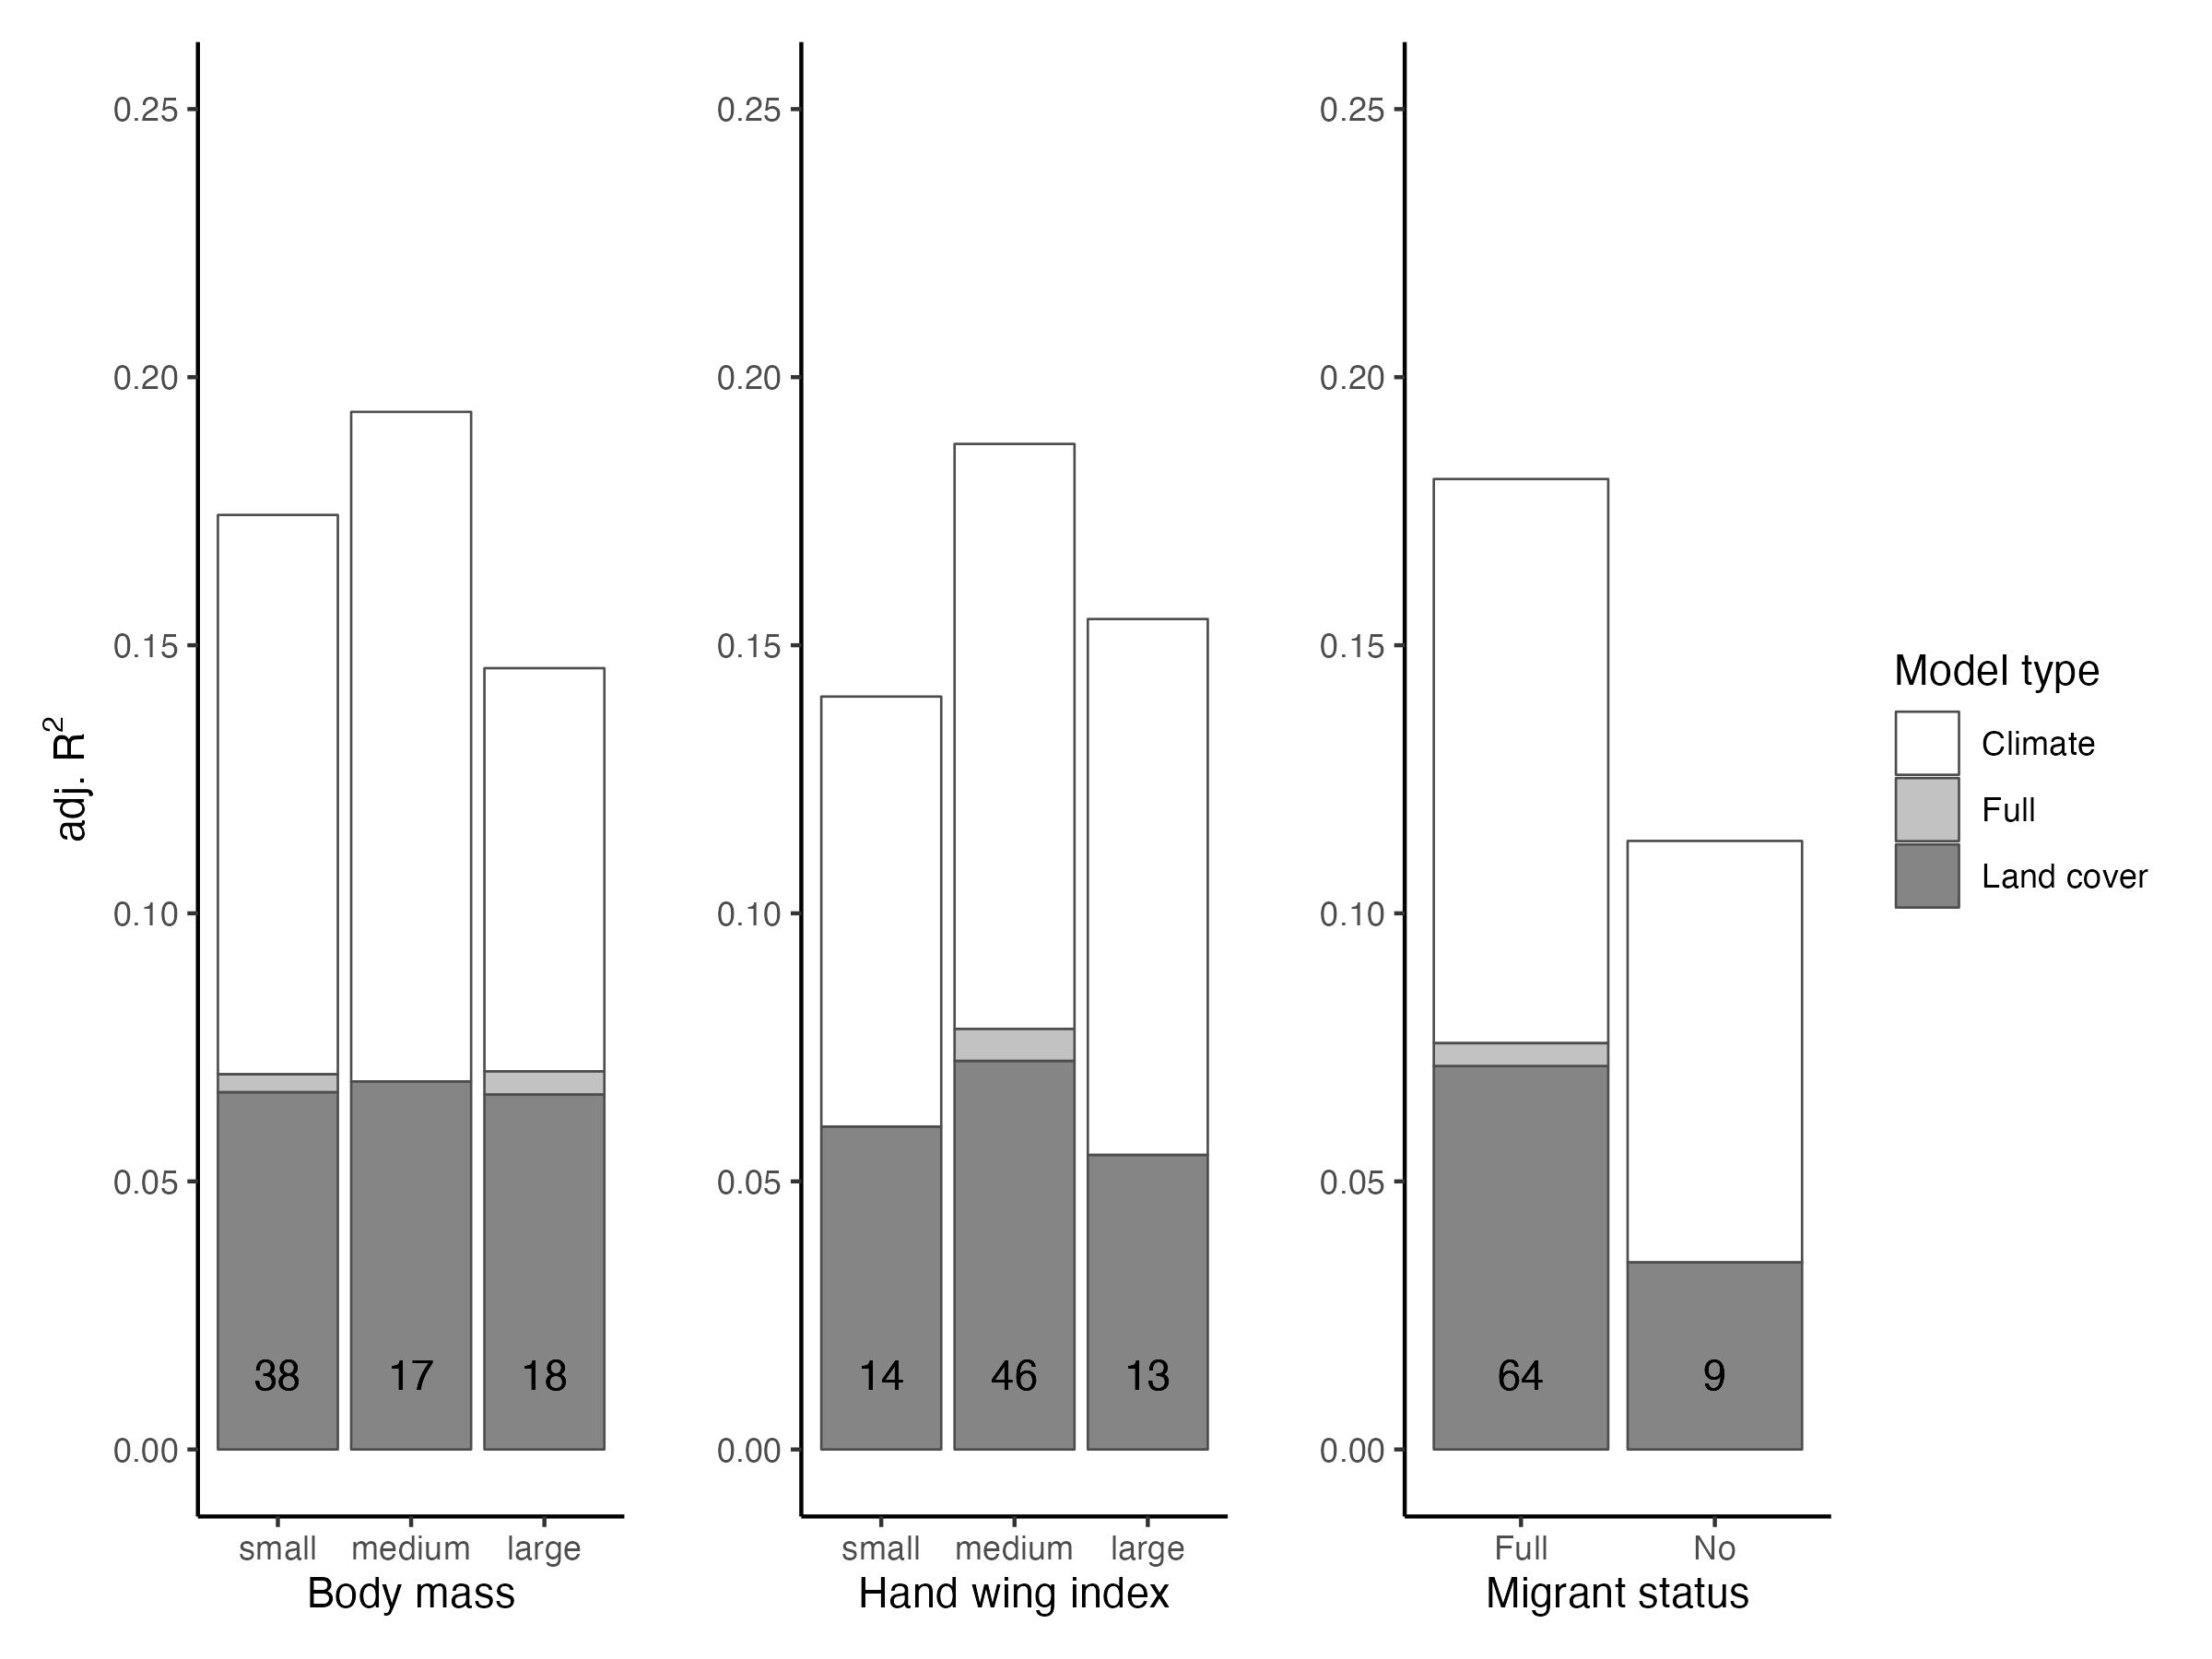 adj. R²
0.25
0.20
0.15
0.10
0.05
0.00
38 17 18
small medium large
Body mass
0.25
0.20
0.15
0.10
0.05
0.00
14 46 13
small medium large
Hand wing index
0.25
0.20
0.15
0.10
0.05
0.00
64 9
Full No
Migrant status
Model type
Climate
Full
Land cover